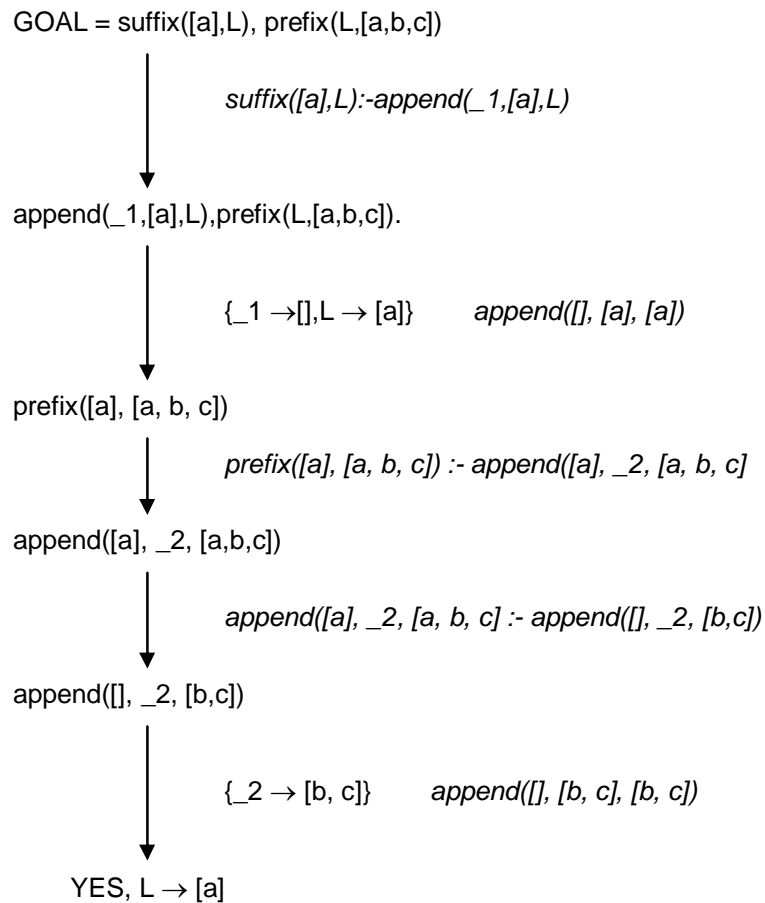 GOAL = suffix([a],L), prefix(L,[a,b,c])
suffix([a],L):-append(_1,[a],L)
append(_1,[a],L),prefix(L,[a,b,c]).
{_1 →[],L → [a]} append([], [a], [a])
prefix([a], [a, b, c])
prefix([a], [a, b, c]) :- append([a], _2, [a, b, c]
append([a], _2, [a,b,c])
append([a], _2, [a, b, c] :- append([], _2, [b,c])
append([], _2, [b,c])
{_2 → [b, c]} append([], [b, c], [b, c])
YES, L → [a]